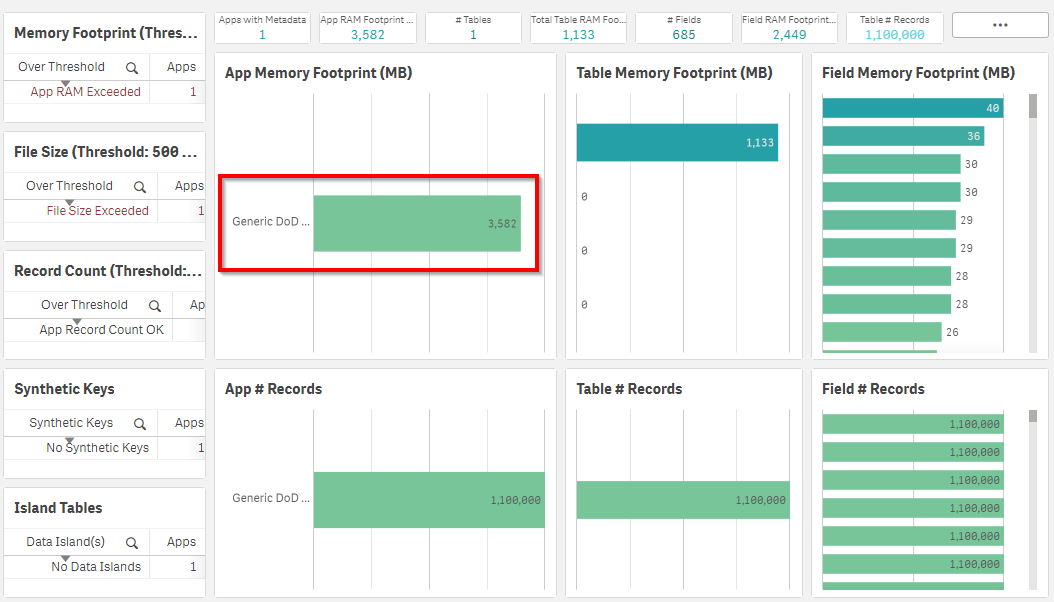 Memory Footprint (Thres...
Over Threshold Apps
App RAM Exceeded 1
File Size (Threshold: 500 ...
Over Threshold Apps
File Size Exceeded 1
Record Count (Threshold:...
Over Threshold Ap
App Record Count OK
Synthetic Keys
Synthetic Keys Apps
No Synthetic Keys 1
Island Tables
Data Island(s) Apps
No Data Islands 1
Apps with Metadata
1
App RAM Footprint ...
3,582
# Tables
1
Total Table RAM Foo...
1,133
# Fields
685
Field RAM Footprint...
2,449
Table # Records
1,100,000
...
App Memory Footprint (MB)
Generic DoD ... 3,582
Table Memory Footprint (MB)
1,133
0
0
0
Field Memory Footprint (MB)
40
36
30
30
29
29
28
28
26
App # Records
Generic DoD ... 1,100,000
Table # Records
1,100,000
Field # Records
1,100,000
1,100,000
1,100,000
1,100,000
1,100,000
1,100,000